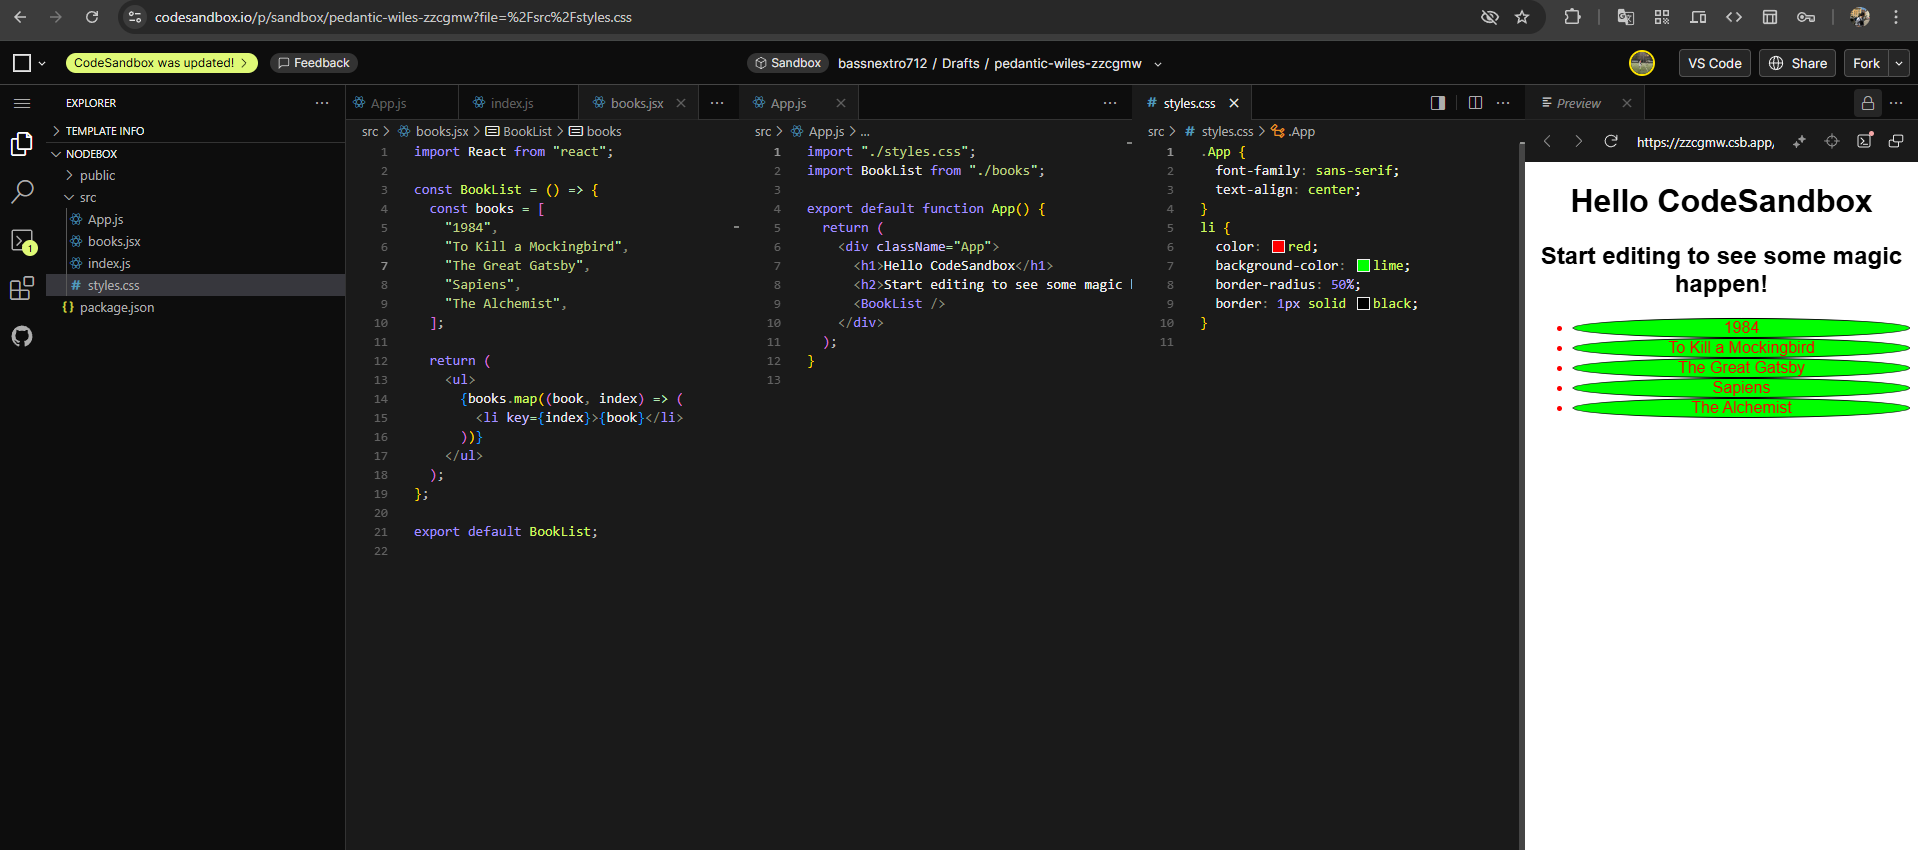 codesandbox.io/p/sandbox/pedantic-wiles-zzcgmw?file=%2Fsrc%2Fstyles.css
CodeSandbox was updated!
Feedback
Sandbox
bassnextro712 / Drafts / pedantic-wiles-zzcgmw
VS Code
Share
Fork
EXPLORER
TEMPLATE INFO
NODEBOX
public
src
App.js
books.jsx
index.js
styles.css
package.json
1
App.js
index.js
books.jsx
src > books.jsx > BookList > books
1 import React from "react";
2
3 const BookList = () => {
4 const books = [
5 "1984",
6 "To Kill a Mockingbird",
7 "The Great Gatsby",
8 "Sapiens",
9 "The Alchemist",
10 ];
11
12 return (
13 <ul>
14 {books.map((book, index) => (
15 <li key={index}>{book}</li>
16 ))}
17 </ul>
18 );
19 };
20
21 export default BookList;
22
App.js
src > App.js > ...
1 import "./styles.css";
2 import BookList from "./books";
3
4 export default function App() {
5 return (
6 <div className="App">
7 <h1>Hello CodeSandbox</h1>
8 <h2>Start editing to see some magic
9 <BookList />
10 </div>
11 );
12 }
13
styles.css
src > # styles.css > .App
1 .App {
2 font-family: sans-serif;
3 text-align: center;
4 }
5 li {
6 color: red;
7 background-color: lime;
8 border-radius: 50%;
9 border: 1px solid black;
10 }
11
Preview
https://zzcgmw.csb.app/
Hello CodeSandbox
Start editing to see some magic
happen!
1984
To Kill a Mockingbird
The Great Gatsby
Sapiens
The Alchemist